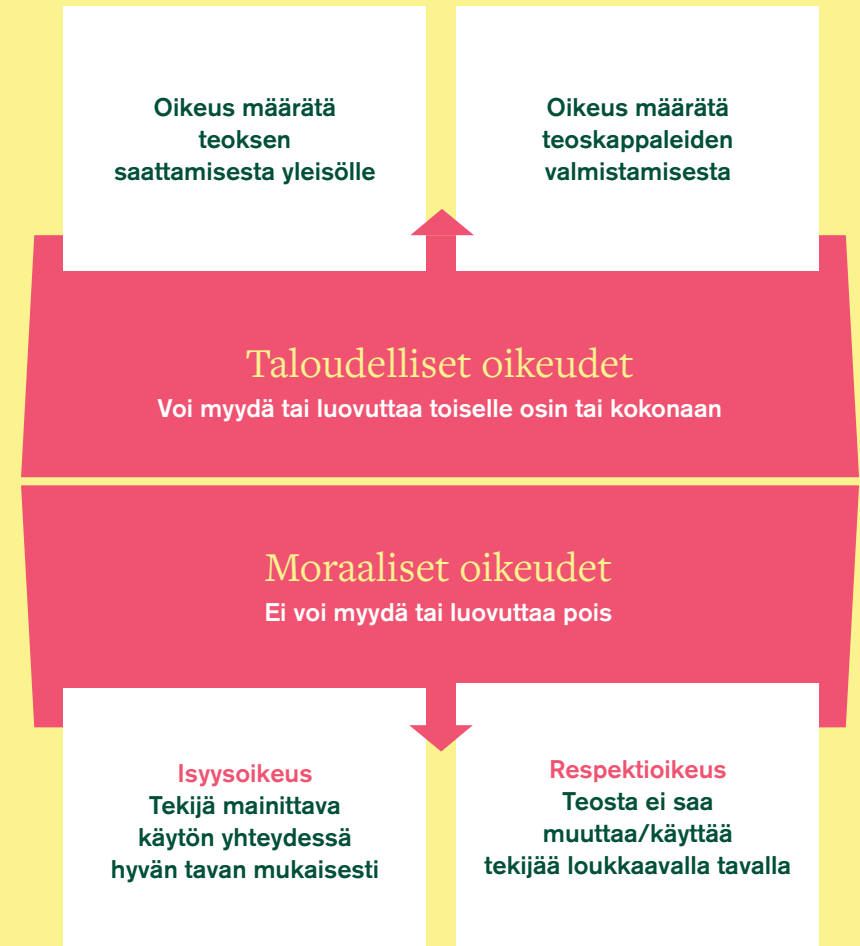 Oikeus määrätä
teoksen
saattamisesta yleisölle
Oikeus määrätä
teoskappaleiden
valmistamisesta
Taloudelliset oikeudet
Voi myydä tai luovuttaa toiselle osin tai kokonaan
Moraaliset oikeudet
Ei voi myydä tai luovuttaa pois
Isyysoikeus
Tekijä mainittava
käytön yhteydessä
hyvän tavan mukaisesti
Respektioikeus
Teosta ei saa
muuttaa/käyttää
tekijää loukkaavalla tavalla